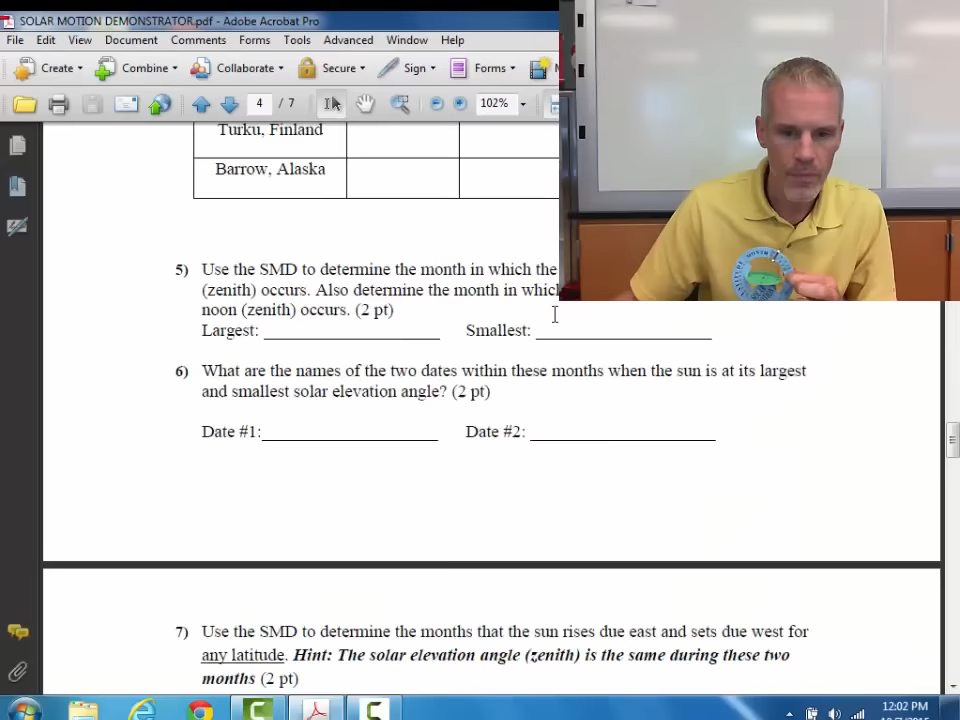 SOLAR MOTION DEMONSTRATOR.pdf - Adobe Acrobat Pro
File Edit View Document Comments Forms Tools Advanced Window Help
Create Combine Collaborate Secure Sign Forms
4 / 7 102%
Turku, Finland
Barrow, Alaska
5) Use the SMD to determine the month in which the
(zenith) occurs. Also determine the month in which
noon (zenith) occurs. (2 pt)
Largest: Smallest:
6) What are the names of the two dates within these months when the sun is at its largest
and smallest solar elevation angle? (2 pt)
Date #1: Date #2:
7) Use the SMD to determine the months that the sun rises due east and sets due west for
any latitude. Hint: The solar elevation angle (zenith) is the same during these two
months (2 pt)
12:02 PM